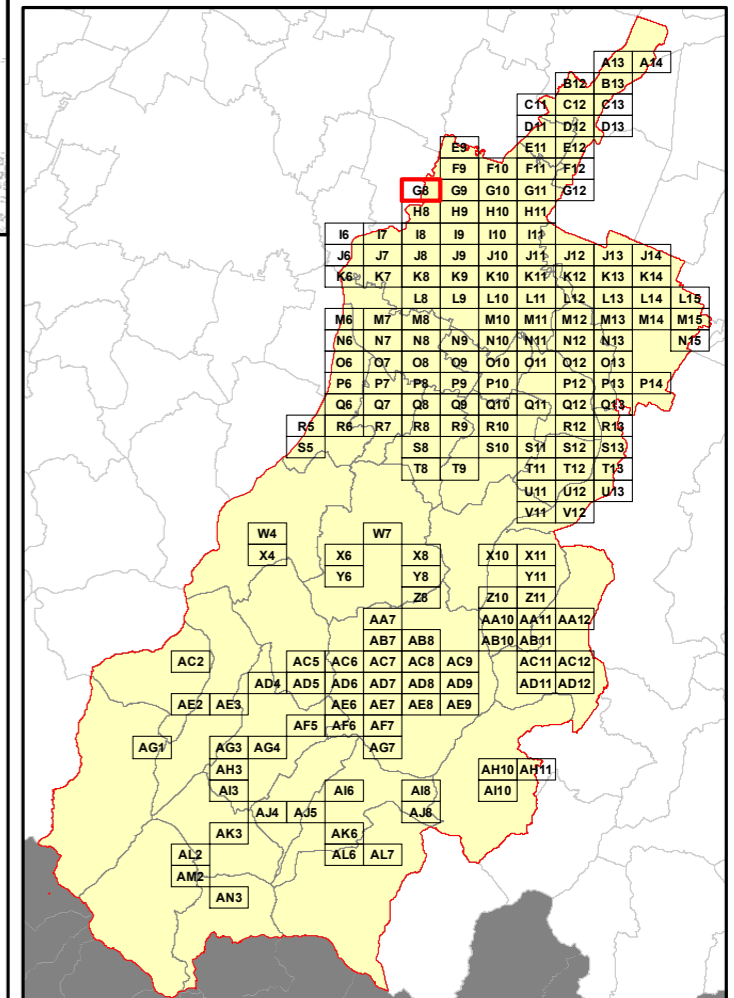 A13 A14
B12 B13
C11 C12 C13
D11 D12 D13
E9 E11 E12
F9 F10 F11 F12
G8 G9 G10 G11 G12
H8 H9 H10 H11
I6 I7 I8 I9 I10 I11
J6 J7 J8 J9 J10 J11 J12 J13 J14
K6 K7 K8 K9 K10 K11 K12 K13 K14
L8 L9 L10 L11 L12 L13 L14 L15
M6 M7 M8 M10 M11 M12 M13 M14 M15
N6 N7 N8 N9 N10 N11 N12 N13 N15
O6 O7 O8 O9 O10 O11 O12 O13
P6 P7 P8 P9 P10 P12 P13 P14
Q6 Q7 Q8 Q9 Q10 Q11 Q12 Q13
R5 R6 R7 R8 R9 R10 R12 R13
S5 S8 S10 S11 S12 S13
T8 T9 T11 T12 T13
U11 U12 U13
V11 V12
W4 W7
X4 X6 X8 X10 X11
Y6 Y8 Y11
Z8 Z10 Z11
AA7 AA10 AA11 AA12
AB7 AB8 AB10 AB11
AC2 AC5 AC6 AC7 AC8 AC9 AC11 AC12
AD4 AD5 AD6 AD7 AD8 AD9 AD11 AD12
AE2 AE3 AE6 AE7 AE8 AE9
AF5 AF6 AF7
AG1 AG3 AG4 AG7
AH3 AH10 AH11
AI3 AI6 AI8 AI10
AJ4 AJ5 AJ8
AK3 AK6
AL2 AL6 AL7
AM2
AN3